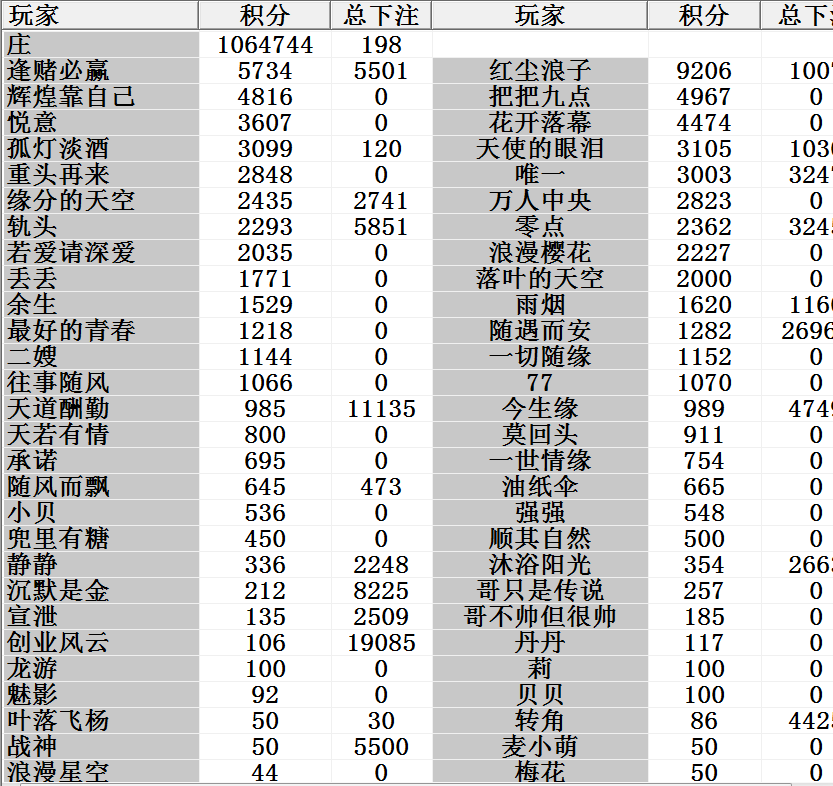 玩家 积分 总下注 玩家 积分 总下
庄 1064744 198
逢赌必赢 5734 5501 红尘浪子 9206 100
辉煌靠自己 4816 0 把把九点 4967 0
悦意 3607 0 花开落幕 4474 0
孤灯淡酒 3099 120 天使的眼泪 3105 103
重头再来 2848 0 唯一 3003 324
缘分的天空 2435 2741 万人中央 2823 0
轨头 2293 5851 零点 2362 324
若爱请深爱 2035 0 浪漫樱花 2227 0
丢丢 1771 0 落叶的天空 2000 0
余生 1529 0 雨烟 1620 116
最好的青春 1218 0 随遇而安 1282 2696
二嫂 1144 0 一切随缘 1152 0
往事随风 1066 0 77 1070 0
天道酬勤 985 11135 今生缘 989 474
天若有情 800 0 莫回头 911 0
承诺 695 0 一世情缘 754 0
随风而飘 645 473 油纸伞 665 0
小贝 536 0 强强 548 0
兜里有糖 450 0 顺其自然 500 0
静静 336 2248 沐浴阳光 354 266
沉默是金 212 8225 哥只是传说 257 0
宣泄 135 2509 哥不帅但很帅 185 0
创业风云 106 19085 丹丹 117 0
龙游 100 0 莉 100 0
魅影 92 0 贝贝 100 0
叶落飞杨 50 30 转角 86 442
战神 50 5500 麦小萌 50 0
浪漫星空 44 0 梅花 50 0